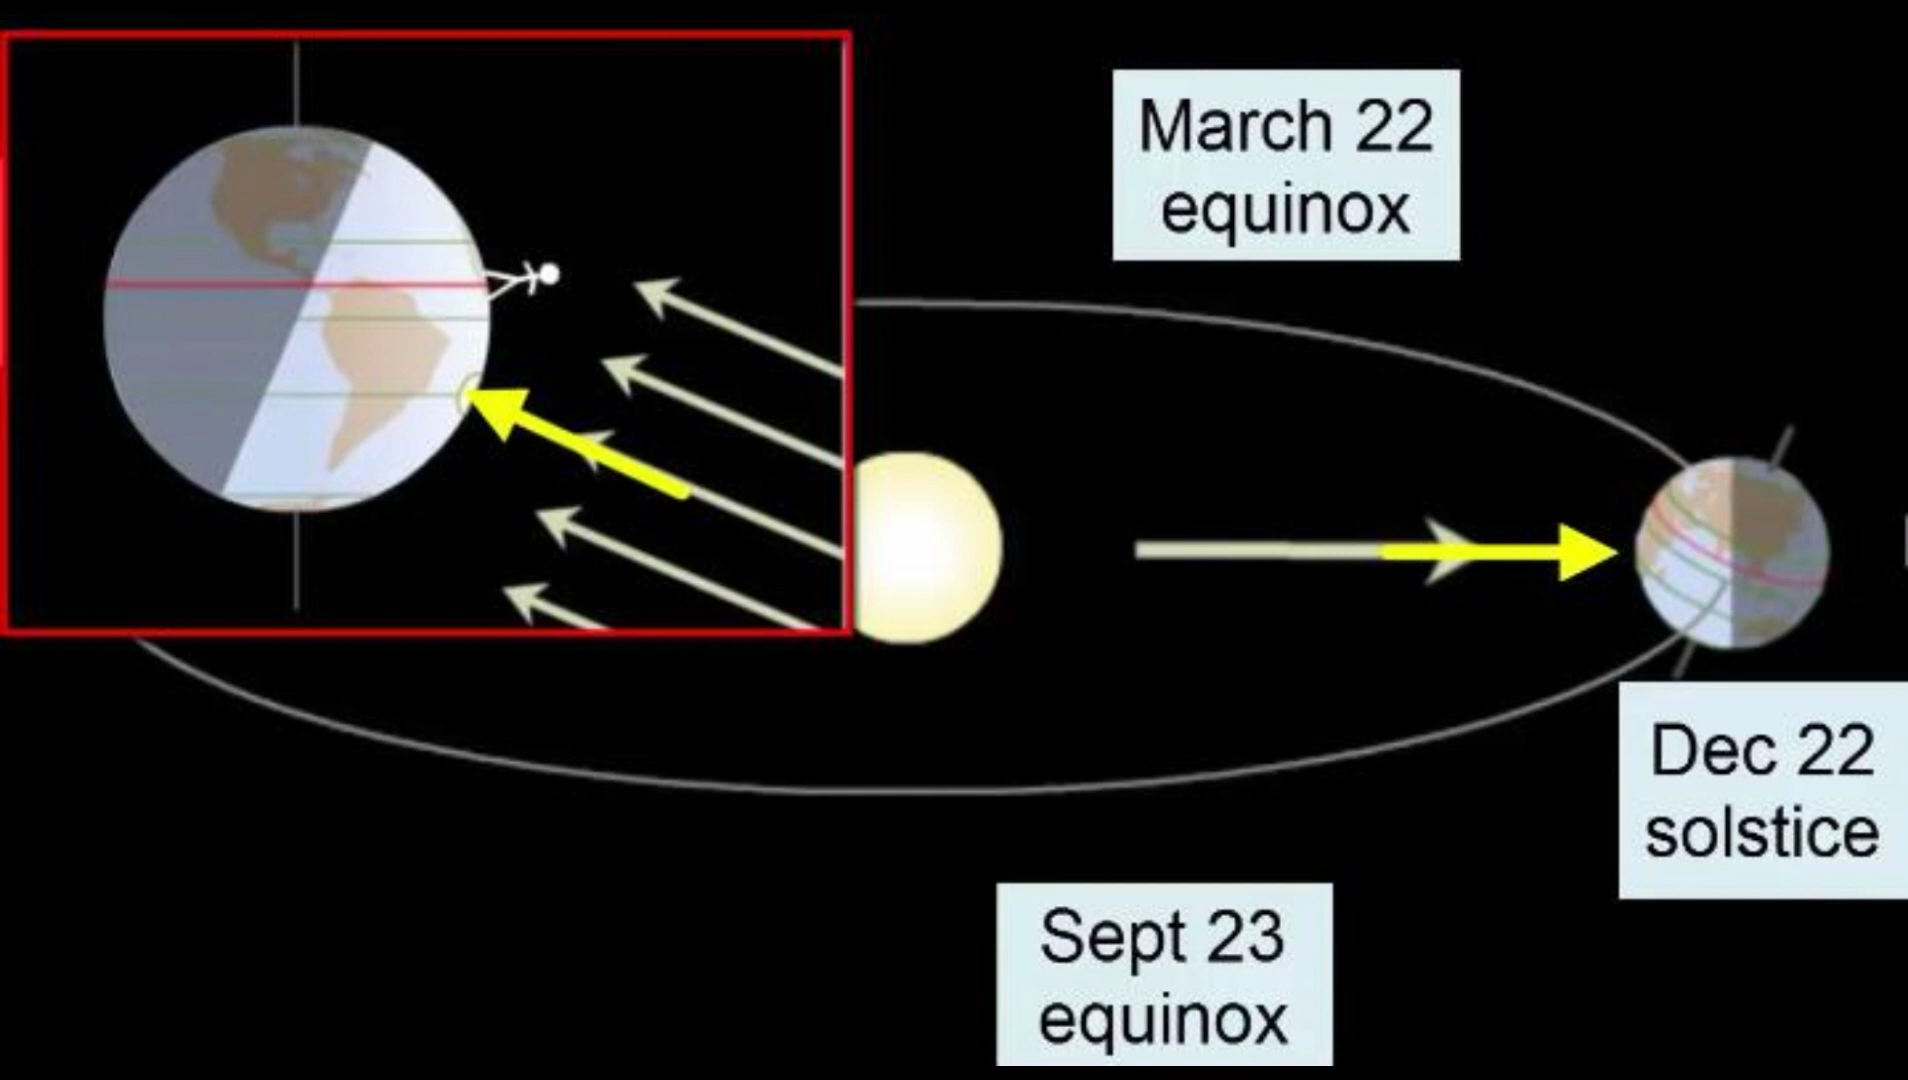 March 22
equinox
Dec 22
solstice
Sept 23
equinox